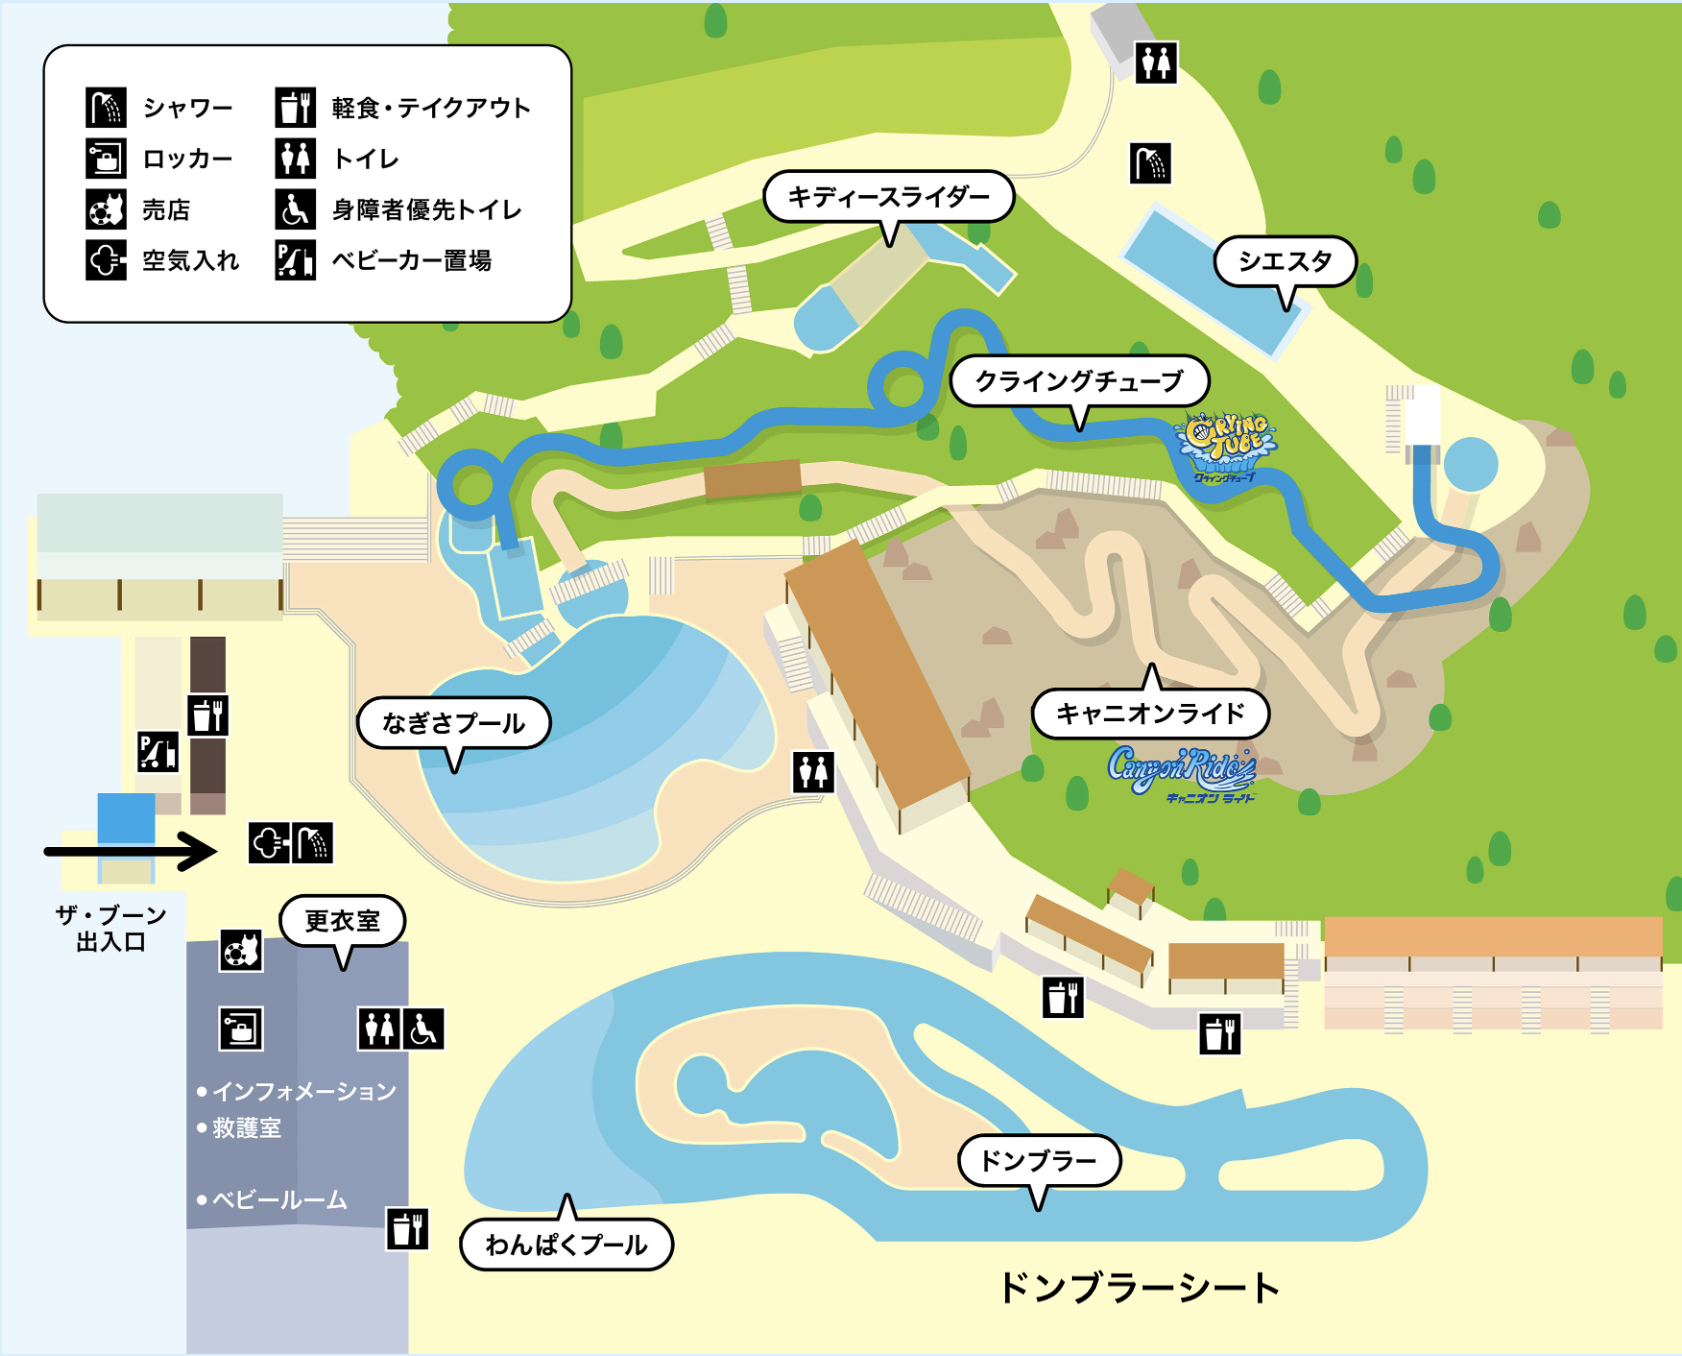 シャワー
軽食・テイクアウト
ロッカー
トイレ
売店
身障者優先トイレ
空気入れ
P
ベビーカー置場
キディースライダー
シエスタ
クライングチューブ
CRYING
TUBE
クライングチューブ
なぎさプール
キャニオンライド
Canyon Ride
キャニオン ライド
P
ザ・ブーン
出入口
更衣室
●インフォメーション
●救護室
●ベビールーム
ドンブラー
わんぱくプール
ドンブラーシート